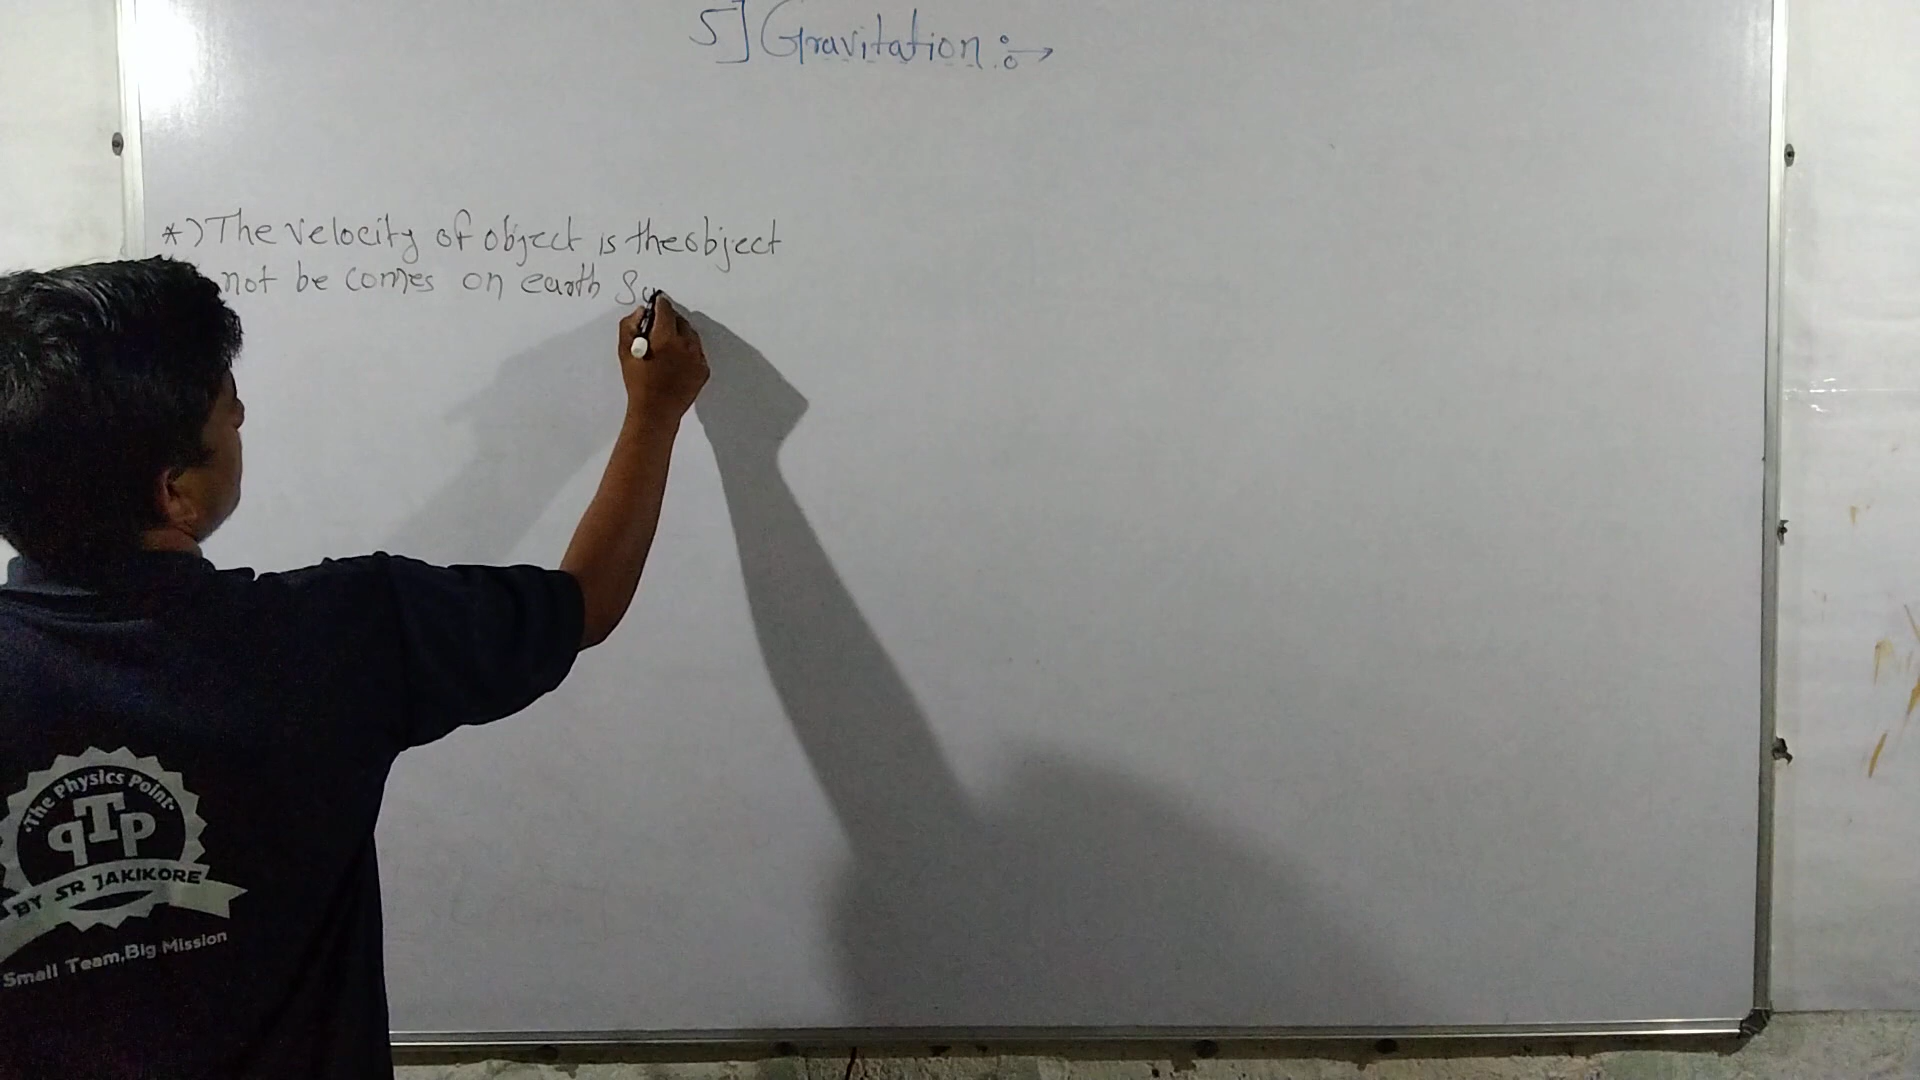 5] Gravitation :→
*) The velocity of object is the object
not be comes on earth Su
The Physics Point
qTp
BY SR JAKIKORE
Small Team,Big Mission